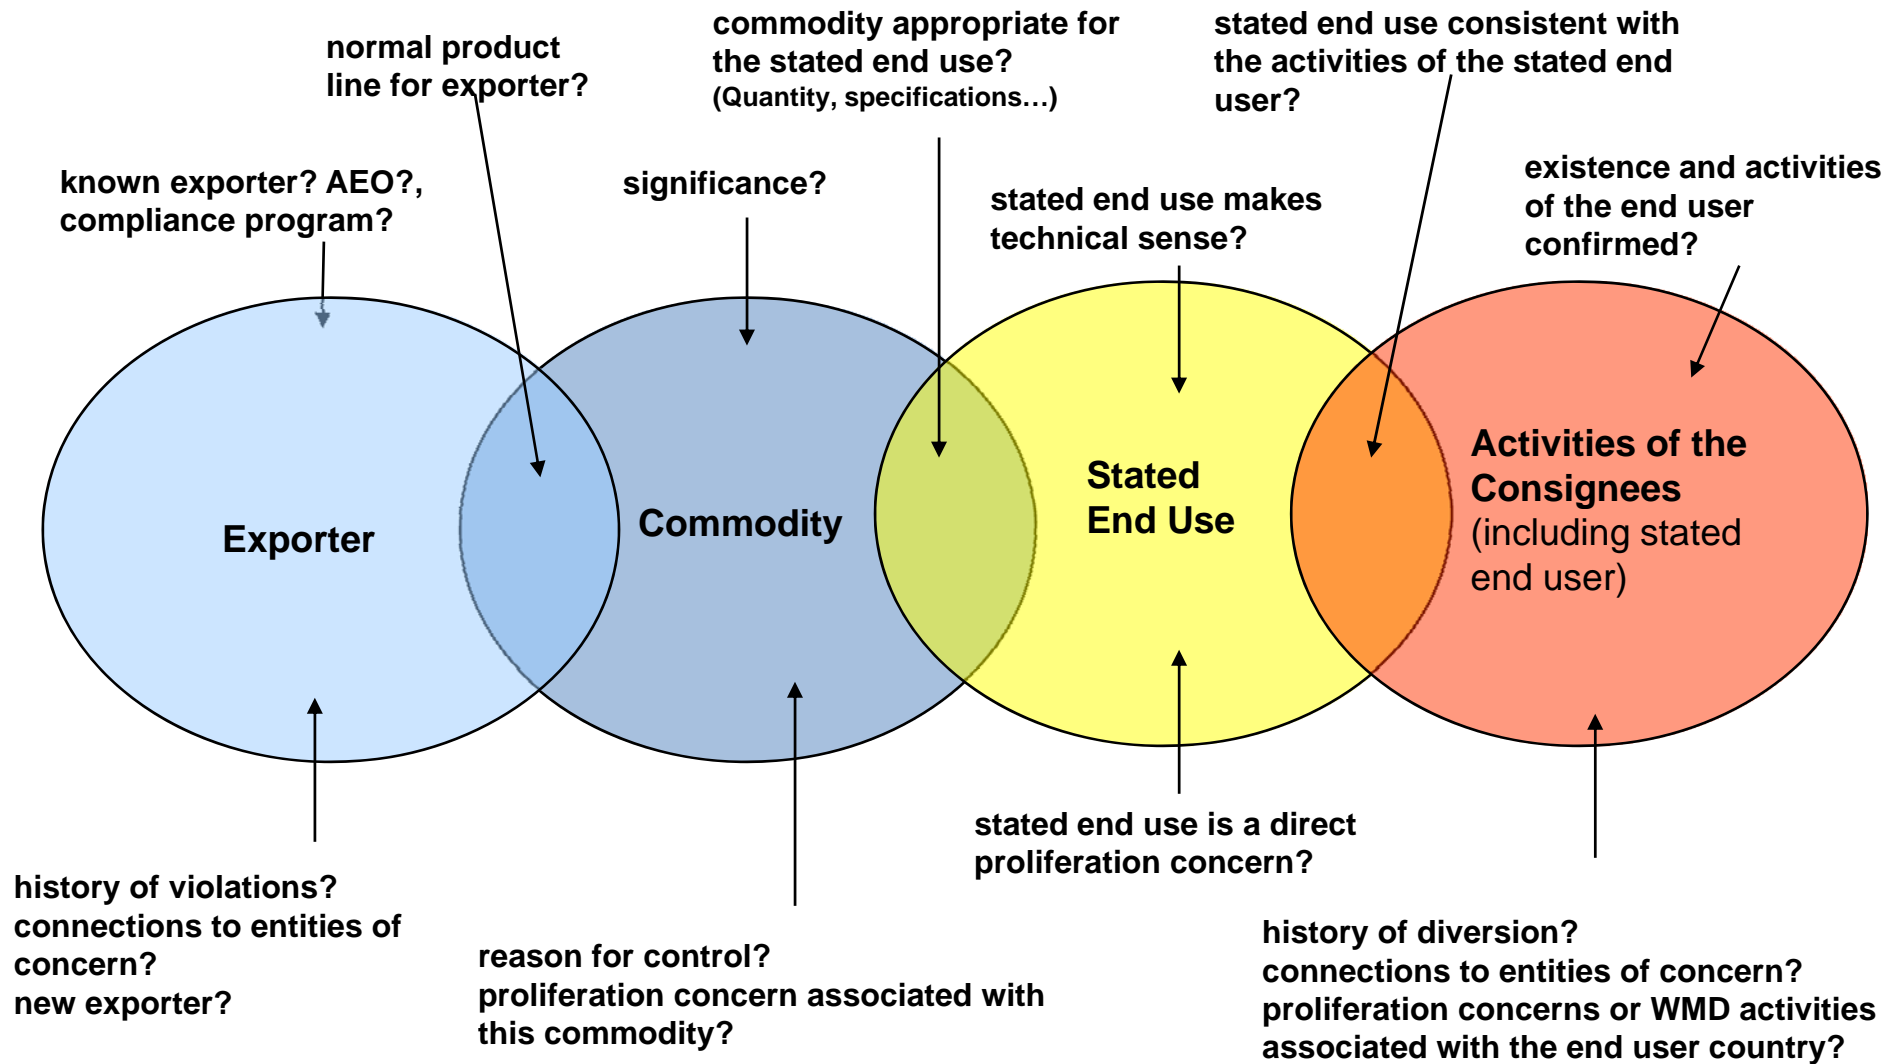 normal product
line for exporter?
commodity appropriate for
the stated end use?
(Quantity, specifications…)
stated end use consistent with
the activities of the stated end
user?
known exporter? AEO?,
compliance program?
significance?
stated end use makes
technical sense?
existence and activities
of the end user
confirmed?
Exporter
Commodity
Stated
End Use
Activities of the
Consignees
(including stated
end user)
history of violations?
connections to entities of
concern?
new exporter?
reason for control?
proliferation concern associated with
this commodity?
stated end use is a direct
proliferation concern?
history of diversion?
connections to entities of concern?
proliferation concerns or WMD activities
associated with the end user country?